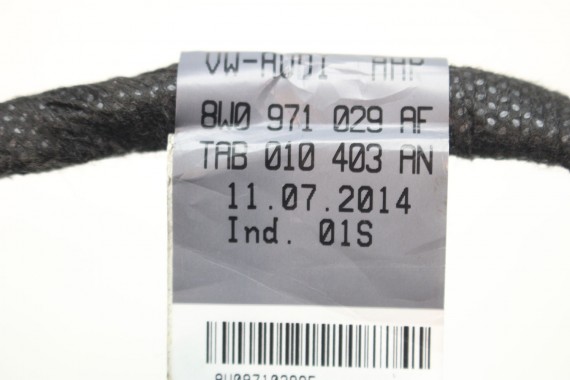 VW-AUDI AAP
8W0 971 029 AF
TAB 010 403 AN
11.07.2014
Ind. 01S